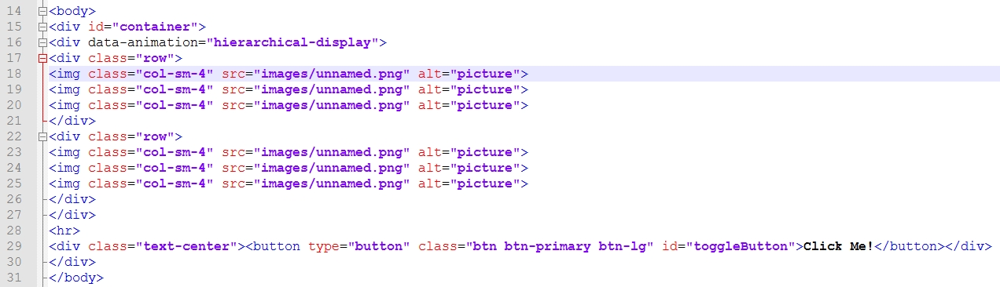 14 <body>
15 <div id="container">
16 <div data-animation="hierarchical-display">
17 <div class="row">
18 <img class="col-sm-4" src="images/unnamed.png" alt="picture">
19 <img class="col-sm-4" src="images/unnamed.png" alt="picture">
20 <img class="col-sm-4" src="images/unnamed.png" alt="picture">
21 </div>
22 <div class="row">
23 <img class="col-sm-4" src="images/unnamed.png" alt="picture">
24 <img class="col-sm-4" src="images/unnamed.png" alt="picture">
25 <img class="col-sm-4" src="images/unnamed.png" alt="picture">
26 </div>
27 </div>
28 <hr>
29 <div class="text-center"><button type="button" class="btn btn-primary btn-lg" id="toggleButton">Click Me!</button></div>
30 </div>
31 </body>